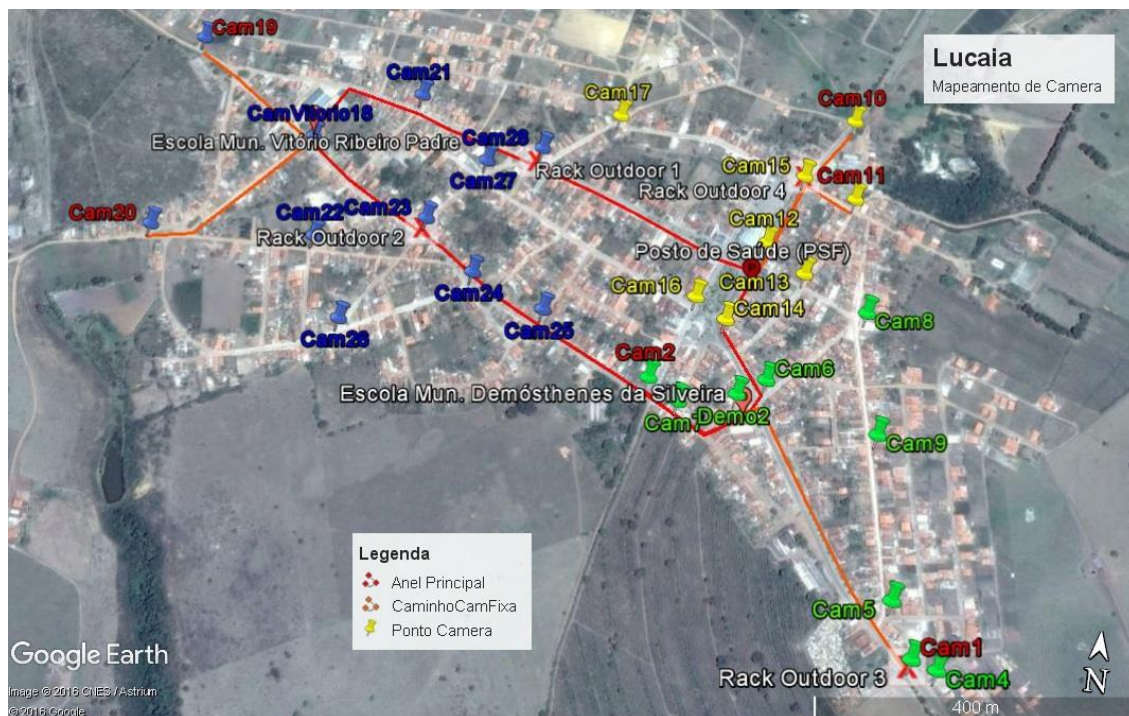 Lucaia
Mapeamento de Camera
Cam19
Cam21
Cam17
Cam10
CamVitorio18
Escola Mun. Vitório Ribeiro Padre
Cam28
Cam27
Rack Outdoor 1
Cam15
Rack Outdoor 4
Cam11
Cam20
Cam22
Cam23
Rack Outdoor 2
Cam12
Posto de Saúde (PSF)
P
Cam13
Cam16
Cam14
Cam24
Cam25
Cam26
Cam8
Cam2
Cam6
Escola Mun. Demósthenes da Silveira
Cam7
Demo2
Cam9
Legenda
Anel Principal
CaminhoCamFixa
Ponto Camera
Cam5
Cam1
Rack Outdoor 3
Cam4
Google Earth
Image © 2016 CNES / Astrium
© 2016 Google
400 m
N